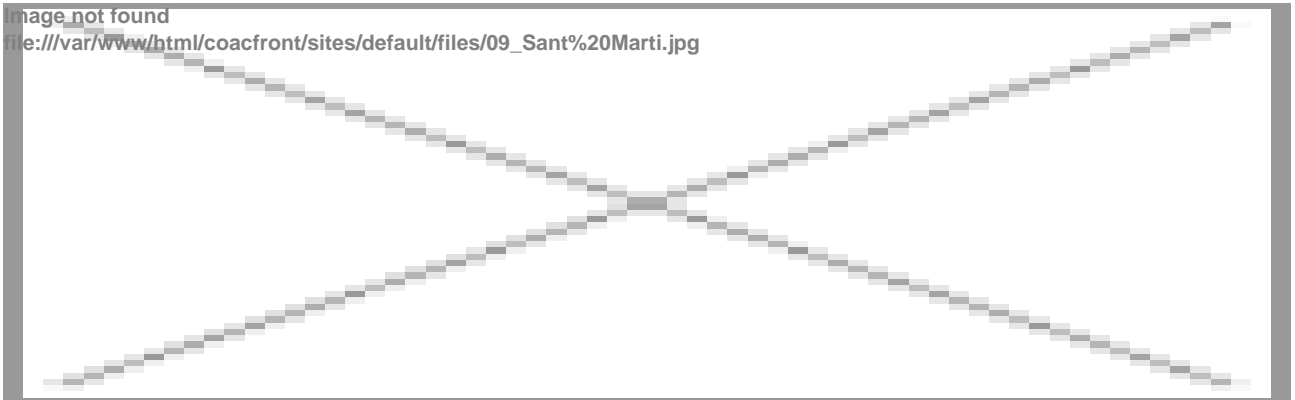 Image not found
file:///var/www/html/coacfront/sites/default/files/09_Sant%20Marti.jpg